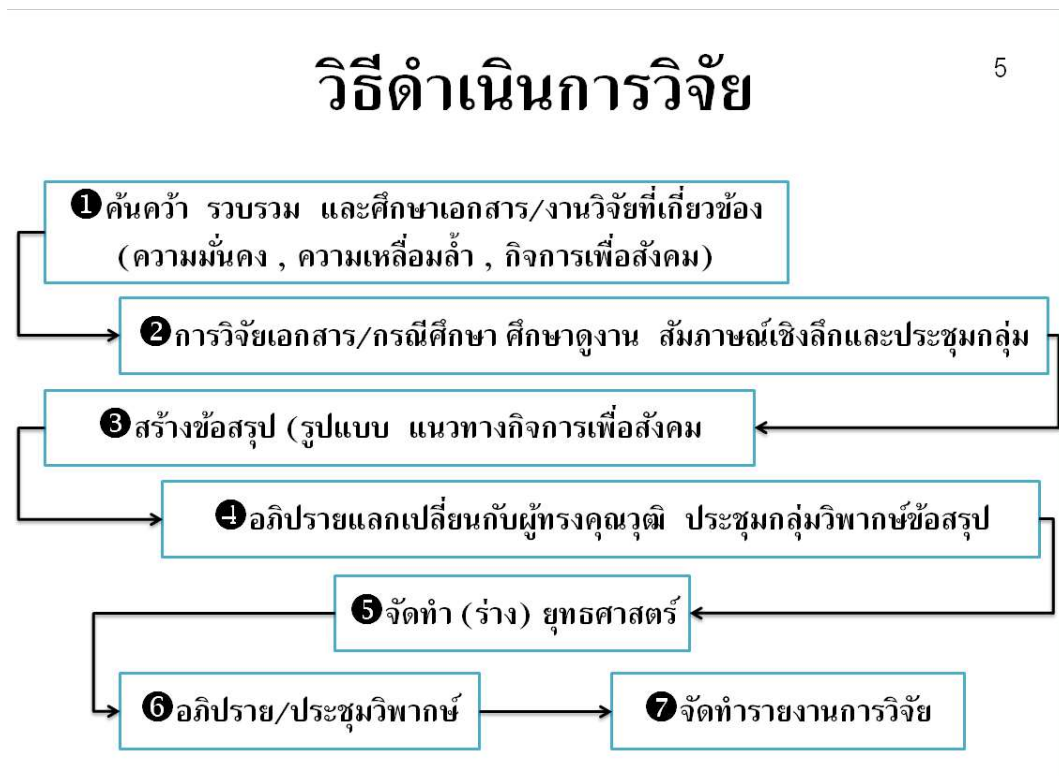 วิธีดำเนินการวิจัย
5
❶ค้นคว้า รวบรวม และศึกษาเอกสาร/งานวิจัยที่เกี่ยวข้อง
(ความมั่นคง , ความเหลื่อมล้ำ , กิจการเพื่อสังคม)
❷การวิจัยเอกสาร/กรณีศึกษา ศึกษาดูงาน สัมภาษณ์เชิงลึกและประชุมกลุ่ม
❸สร้างข้อสรุป (รูปแบบ แนวทางกิจการเพื่อสังคม
❹อภิปรายแลกเปลี่ยนกับผู้ทรงคุณวุฒิ ประชุมกลุ่มวิพากษ์ข้อสรุป
❺จัดทำ (ร่าง) ยุทธศาสตร์
❻อภิปราย/ประชุมวิพากษ์
❼จัดทำรายงานการวิจัย